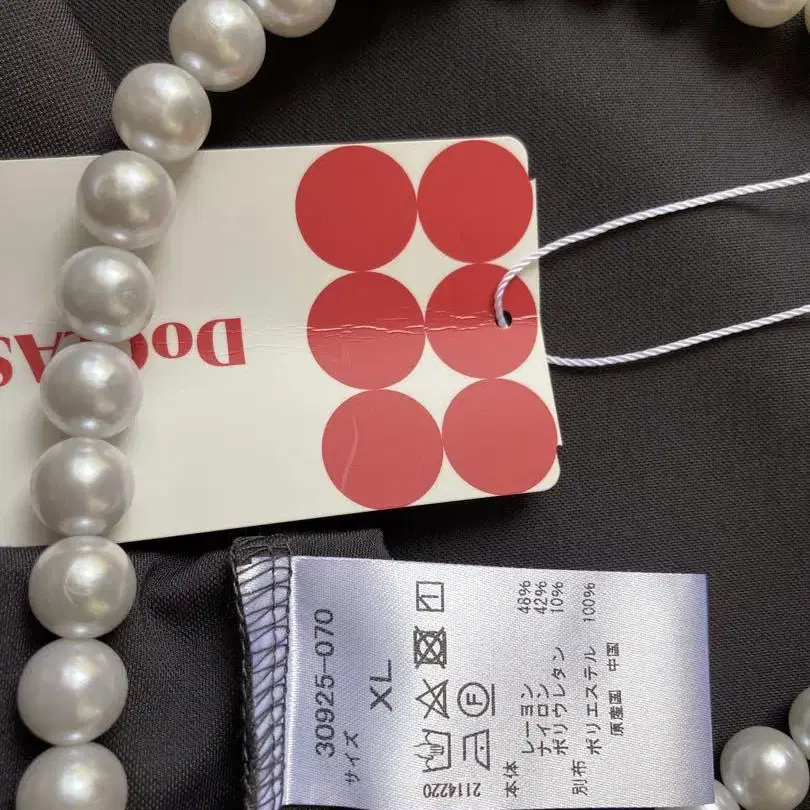 30925-070
サイズ XL
F
2114220
本体 レーヨン 48%
ナイロン 42%
ポリウレタン 10%
別布 ポリエステル 100%
原産国 中国